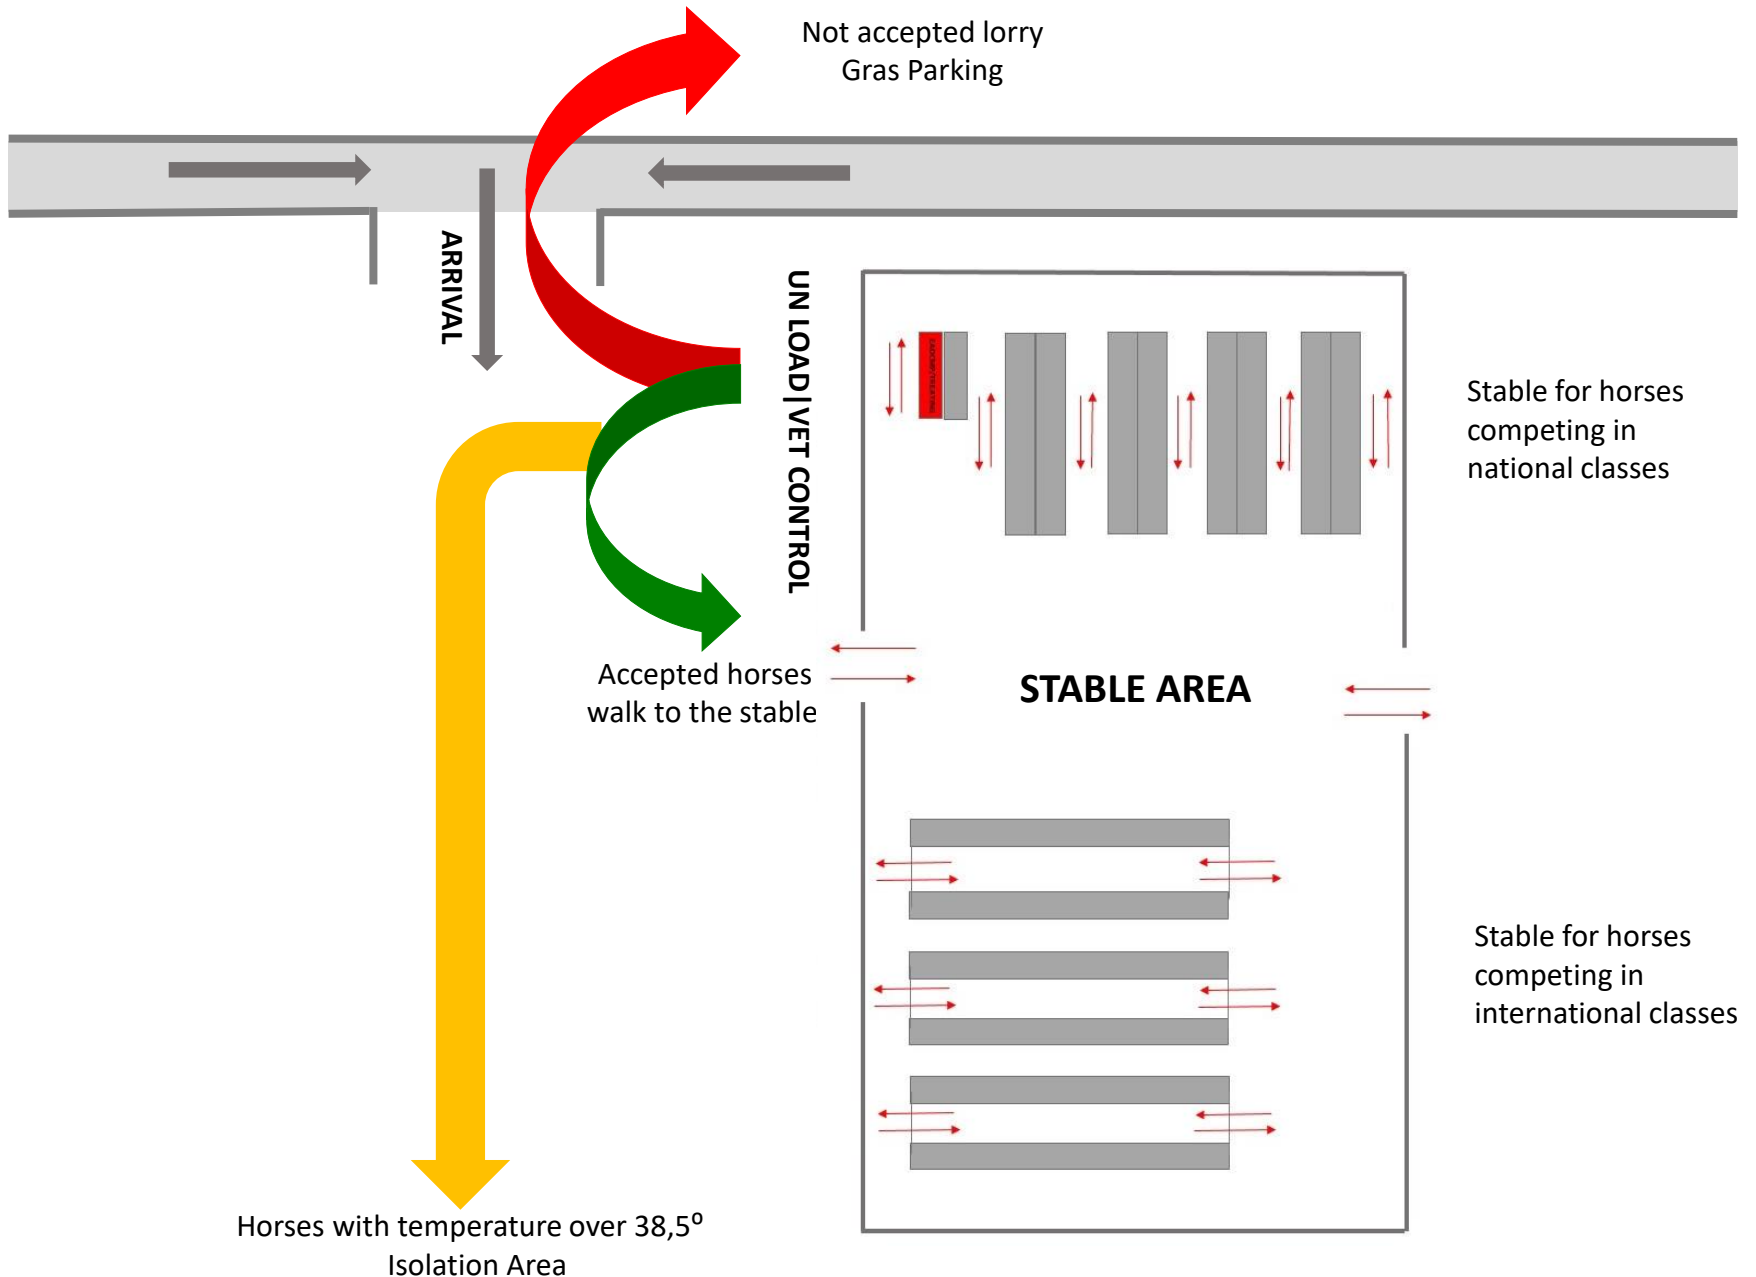 Not accepted lorry
Gras Parking
ARRIVAL
UN LOAD|VET CONTROL
Stable for horses
competing in
national classes
Accepted horses
walk to the stable
STABLE AREA
Stable for horses
competing in
international classes
Horses with temperature over 38,5⁰
Isolation Area